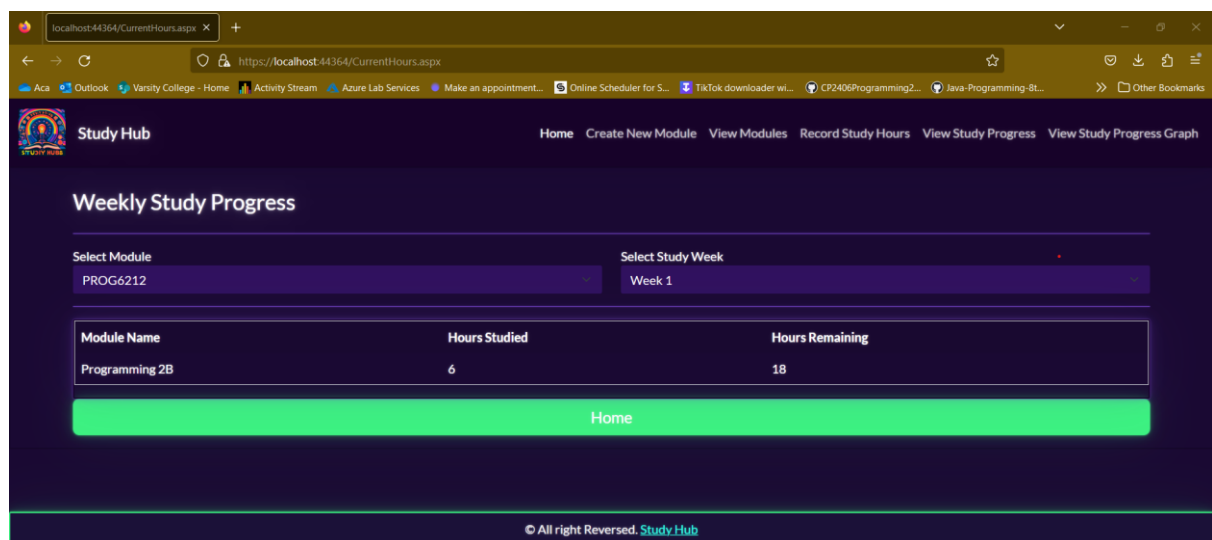 localhost:44364/CurrentHours.aspx
https://localhost:44364/CurrentHours.aspx
Aca Outlook Varsity College - Home Activity Stream Azure Lab Services Make an appointment... Online Scheduler for S... TikTok downloader wi... CP2406Programming2... Java-Programming-8t... Other Bookmarks
STUDY HUBB
Study Hub Home Create New Module View Modules Record Study Hours View Study Progress View Study Progress Graph
Weekly Study Progress
Select Module Select Study Week *
PROG6212 Week 1
Module Name Hours Studied Hours Remaining
Programming 2B 6 18
Home
© All right Reversed. Study Hub